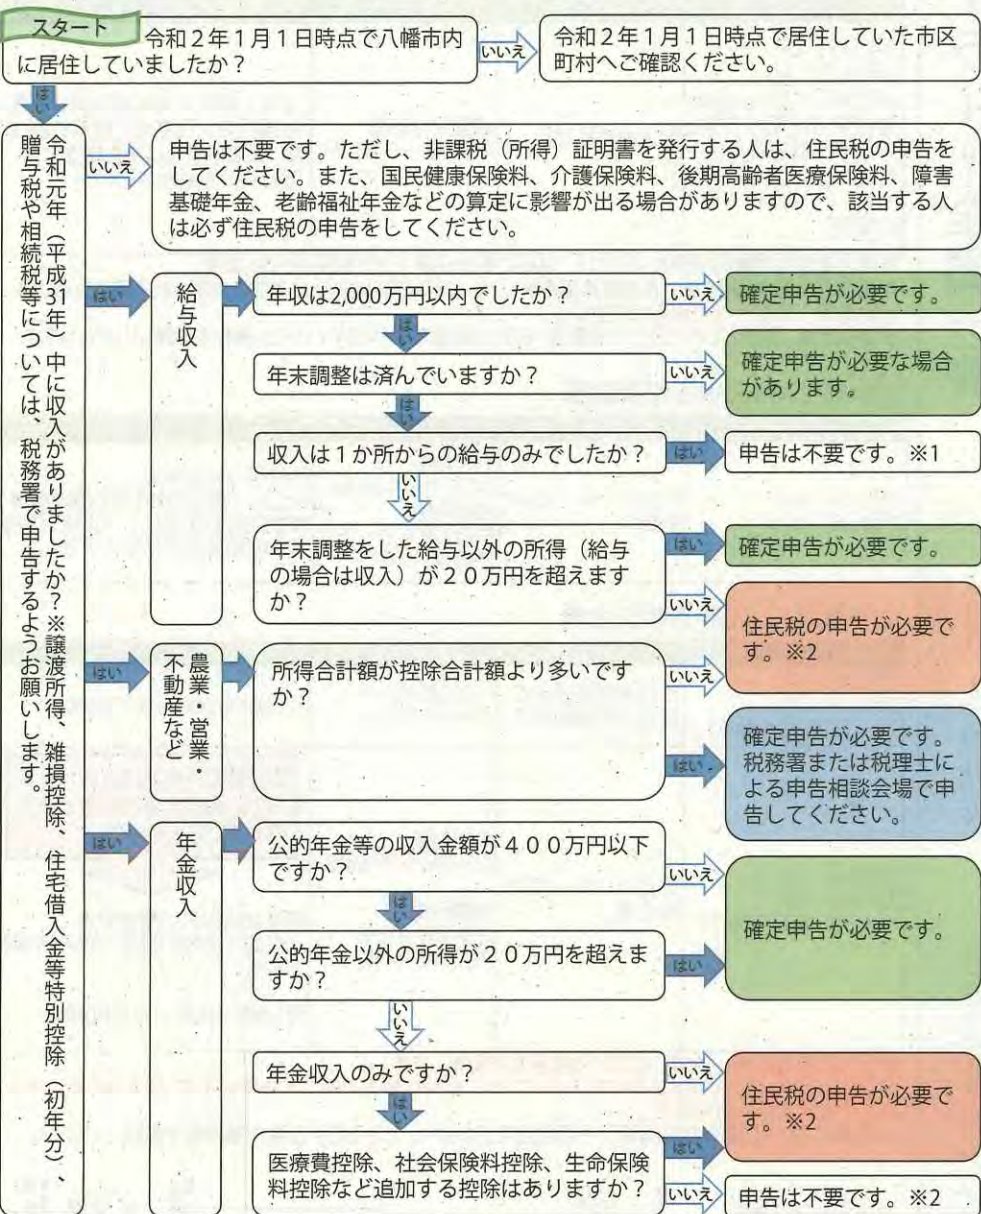 スタート
令和２年１月１日時点で八幡市内
に居住していましたか？
いいえ
令和２年１月１日時点で居住していた市区
町村へご確認ください。
はい
令和元年（平成31年）中に収入がありましたか？※譲渡所得、雑損控除、住宅借入金等特別控除（初年分）、
贈与税や相続税等については、税務署で申告するようお願いします。
いいえ
申告は不要です。ただし、非課税（所得）証明書を発行する人は、住民税の申告を
してください。また、国民健康保険料、介護保険料、後期高齢者医療保険料、障害
基礎年金、老齢福祉年金などの算定に影響が出る場合がありますので、該当する人
は必ず住民税の申告をしてください。
はい
給与収入
年収は2,000万円以内でしたか？
いいえ
確定申告が必要です。
はい
年末調整は済んでいますか？
いいえ
確定申告が必要な場合
があります。
はい
収入は１か所からの給与のみでしたか？
はい
申告は不要です。※1
いいえ
年末調整をした給与以外の所得（給与
の場合は収入）が２０万円を超えます
か？
はい
確定申告が必要です。
いいえ
住民税の申告が必要で
す。※2
はい
農業・営業・
不動産など
所得合計額が控除合計額より多いです
か？
いいえ
はい
確定申告が必要です。
税務署または税理士に
よる申告相談会場で申
告してください。
はい
年金収入
公的年金等の収入金額が４００万円以下
ですか？
いいえ
確定申告が必要です。
はい
公的年金以外の所得が２０万円を超えま
すか？
はい
いいえ
年金収入のみですか？
いいえ
住民税の申告が必要で
す。※2
はい
医療費控除、社会保険料控除、生命保険
料控除など追加する控除はありますか？
はい
いいえ
申告は不要です。※2